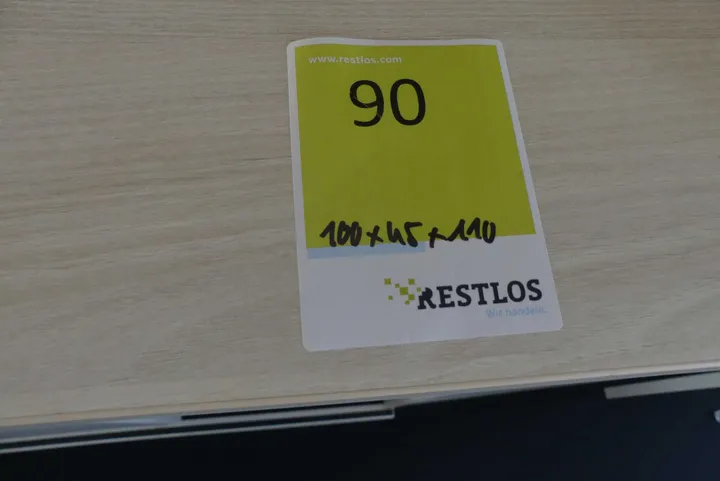 www.restlos.com
90
100 x 45 x 110
RESTLOS
Wir handeln.